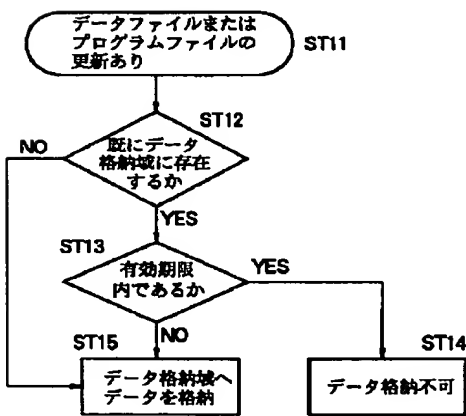 データファイルまたは
プログラムファイルの
更新あり
ST11
ST12
NO
既にデータ
格納域に存在
するか
YES
ST13
有効期限
内であるか
YES
ST15
NO
ST14
データ格納域へ
データを格納
データ格納不可